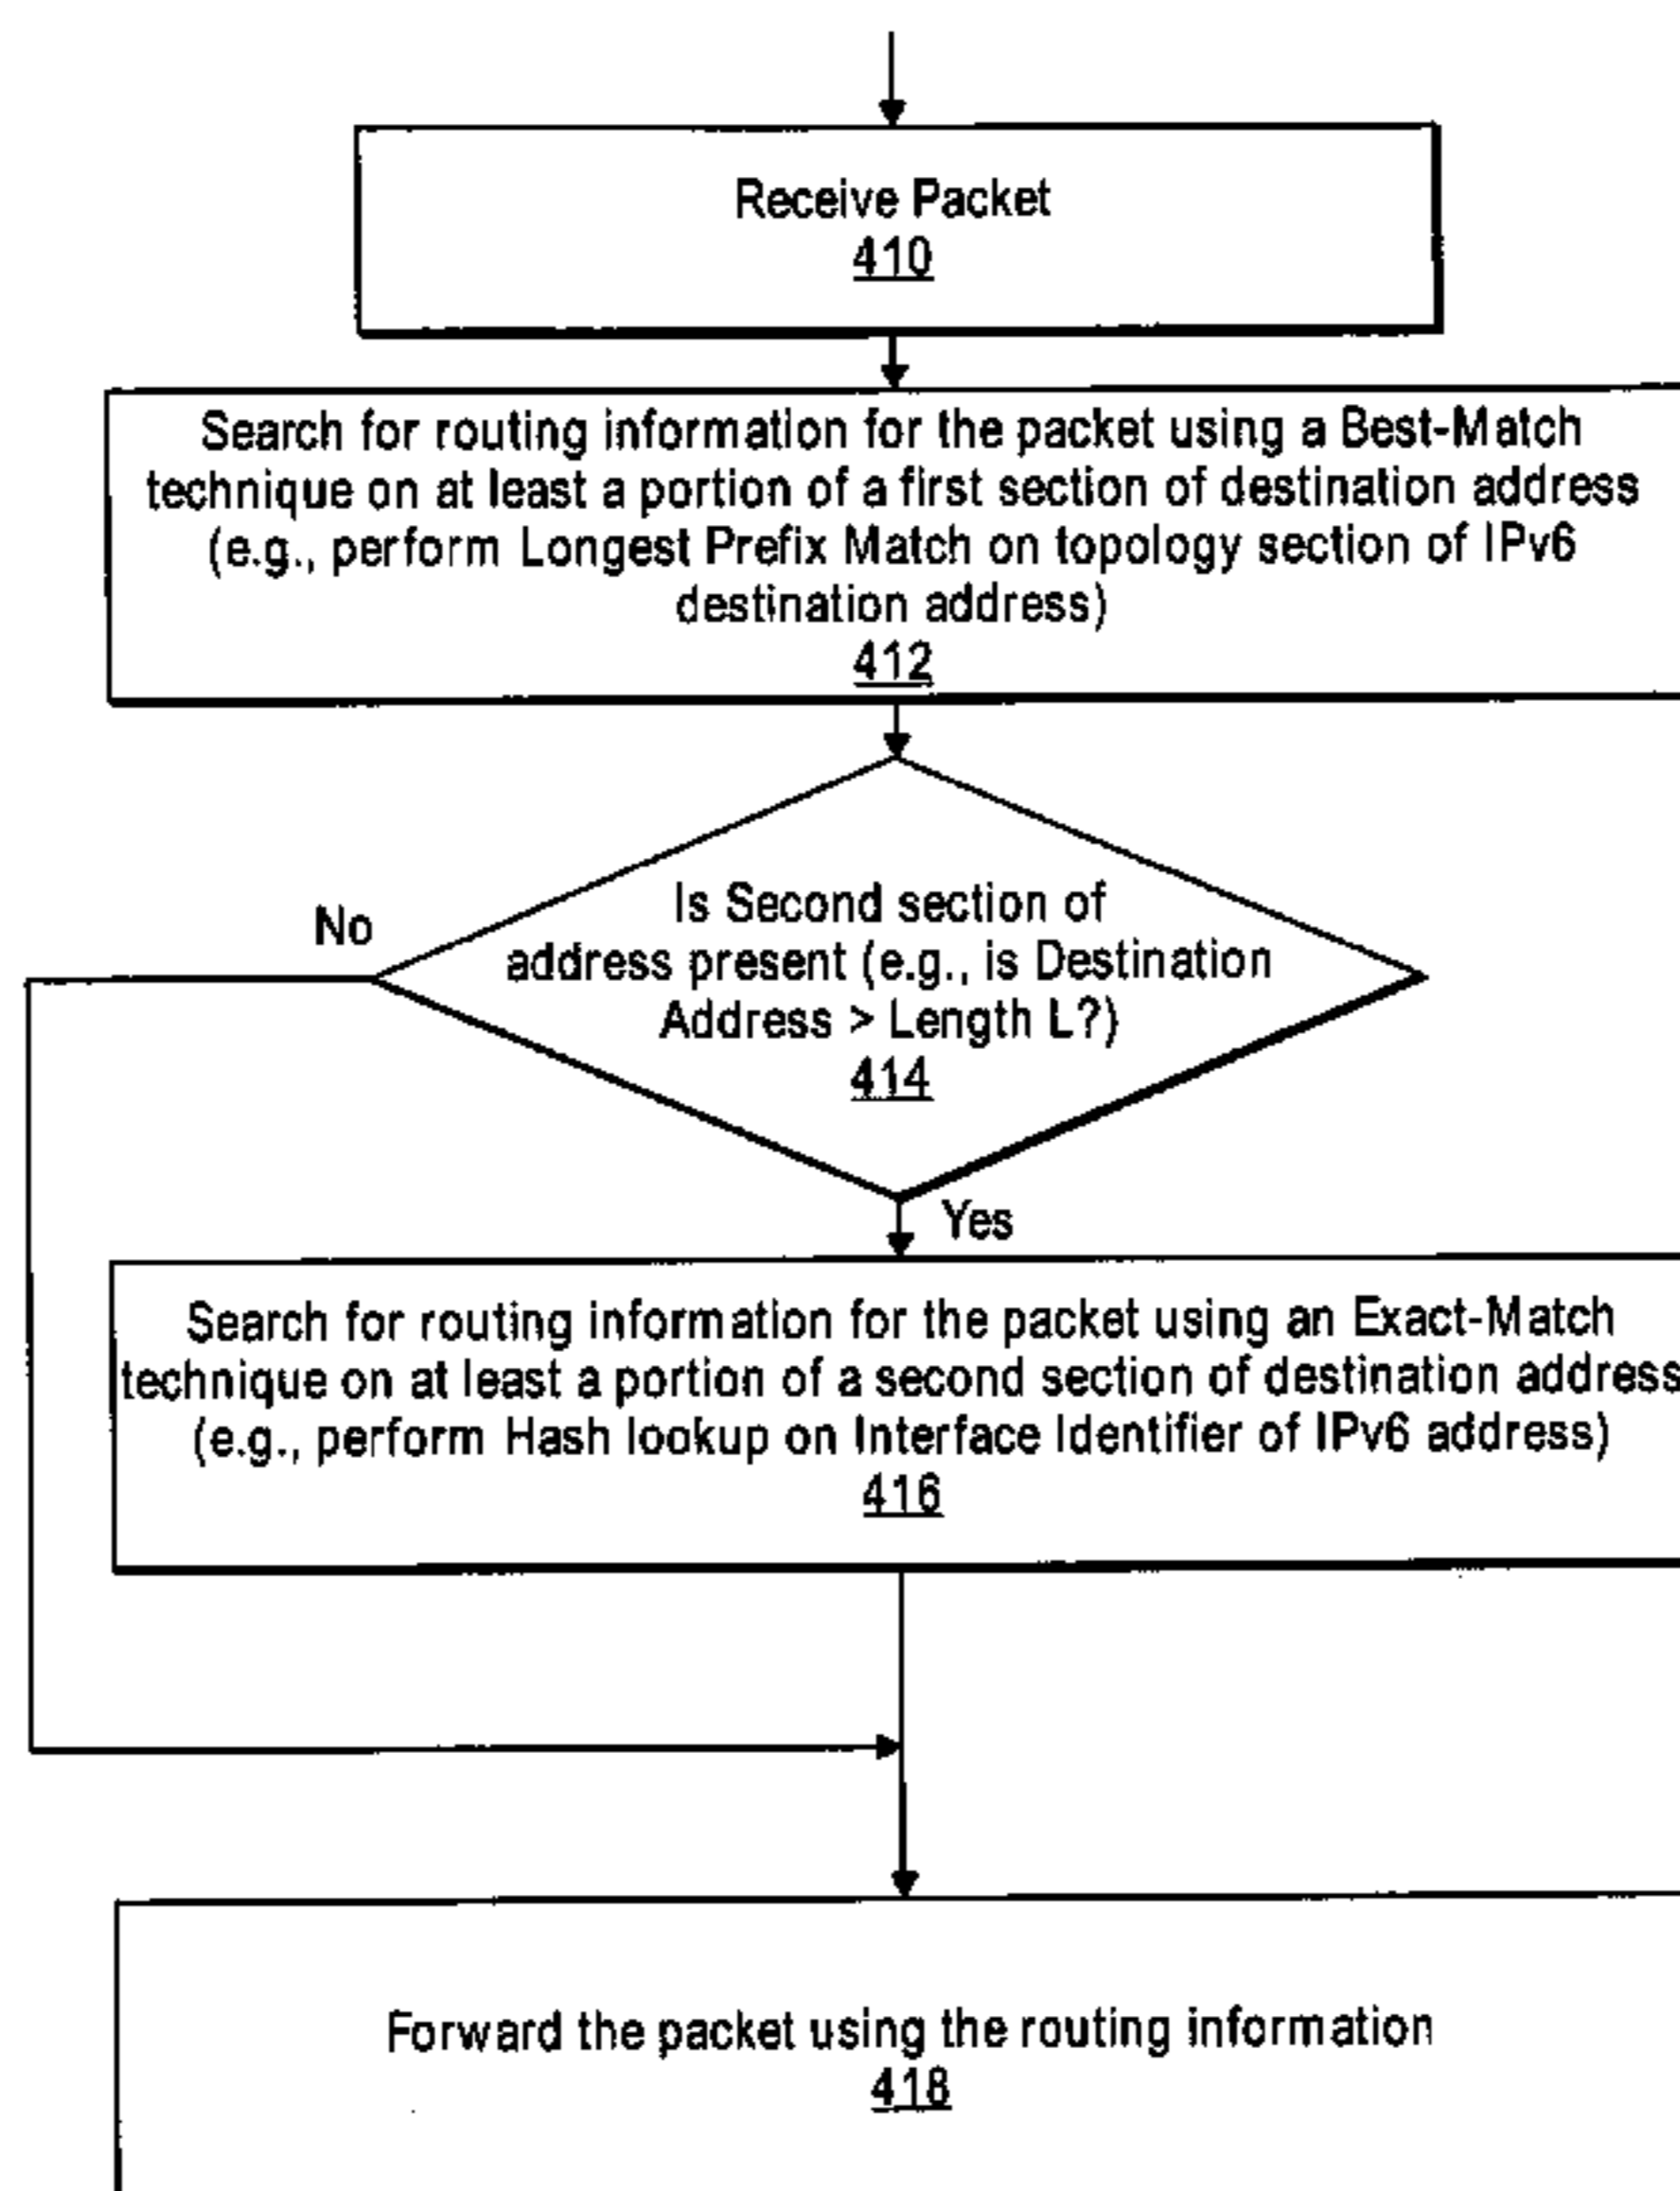 Receive Packet
410
Search for routing information for the packet using a Best-Match
technique on at least a portion of a first section of destination address
(e.g., perform Longest Prefix Match on topology section of IPv6
destination address)
412
Is Second section of
address present (e.g., is Destination
Address > Length L?)
414
No
Yes
Search for routing information for the packet using an Exact-Match
technique on at least a portion of a second section of destination address
(e.g., perform Hash lookup on Interface Identifier of IPv6 address)
416
Forward the packet using the routing information
418